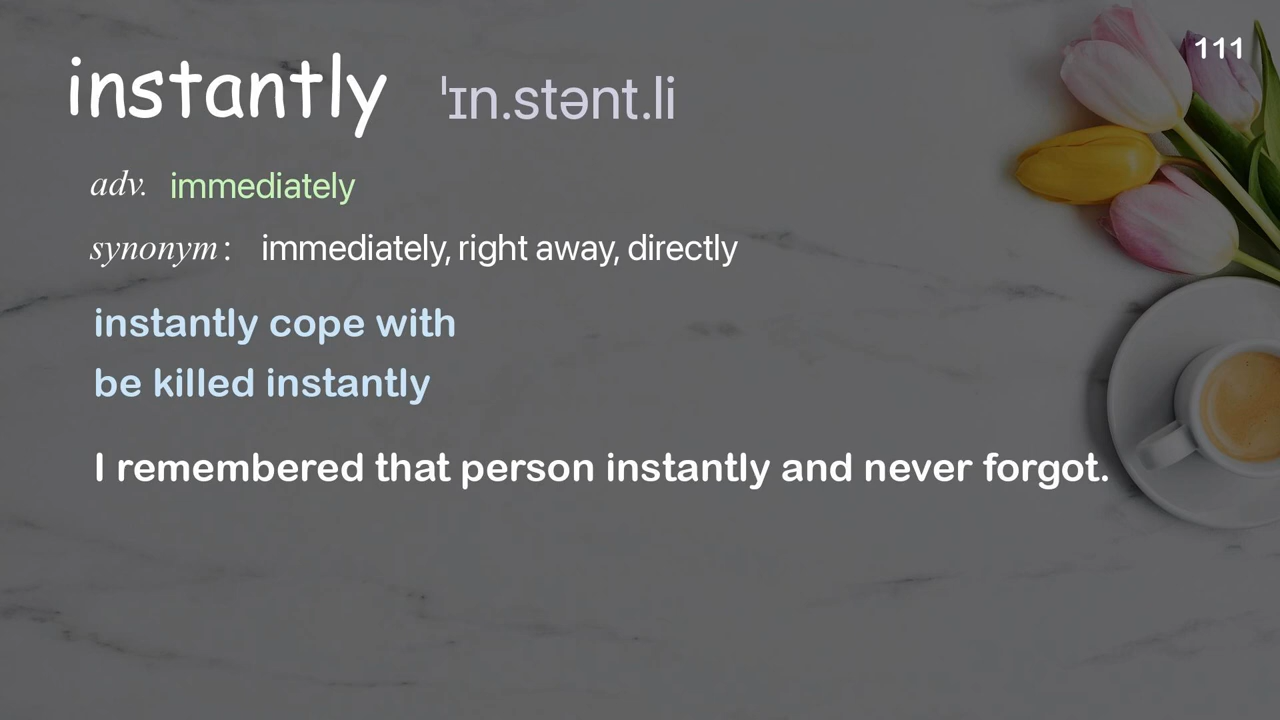 111
instantly ˈɪn.stənt.li
adv. immediately
synonym : immediately, right away, directly
instantly cope with
be killed instantly
I remembered that person instantly and never forgot.